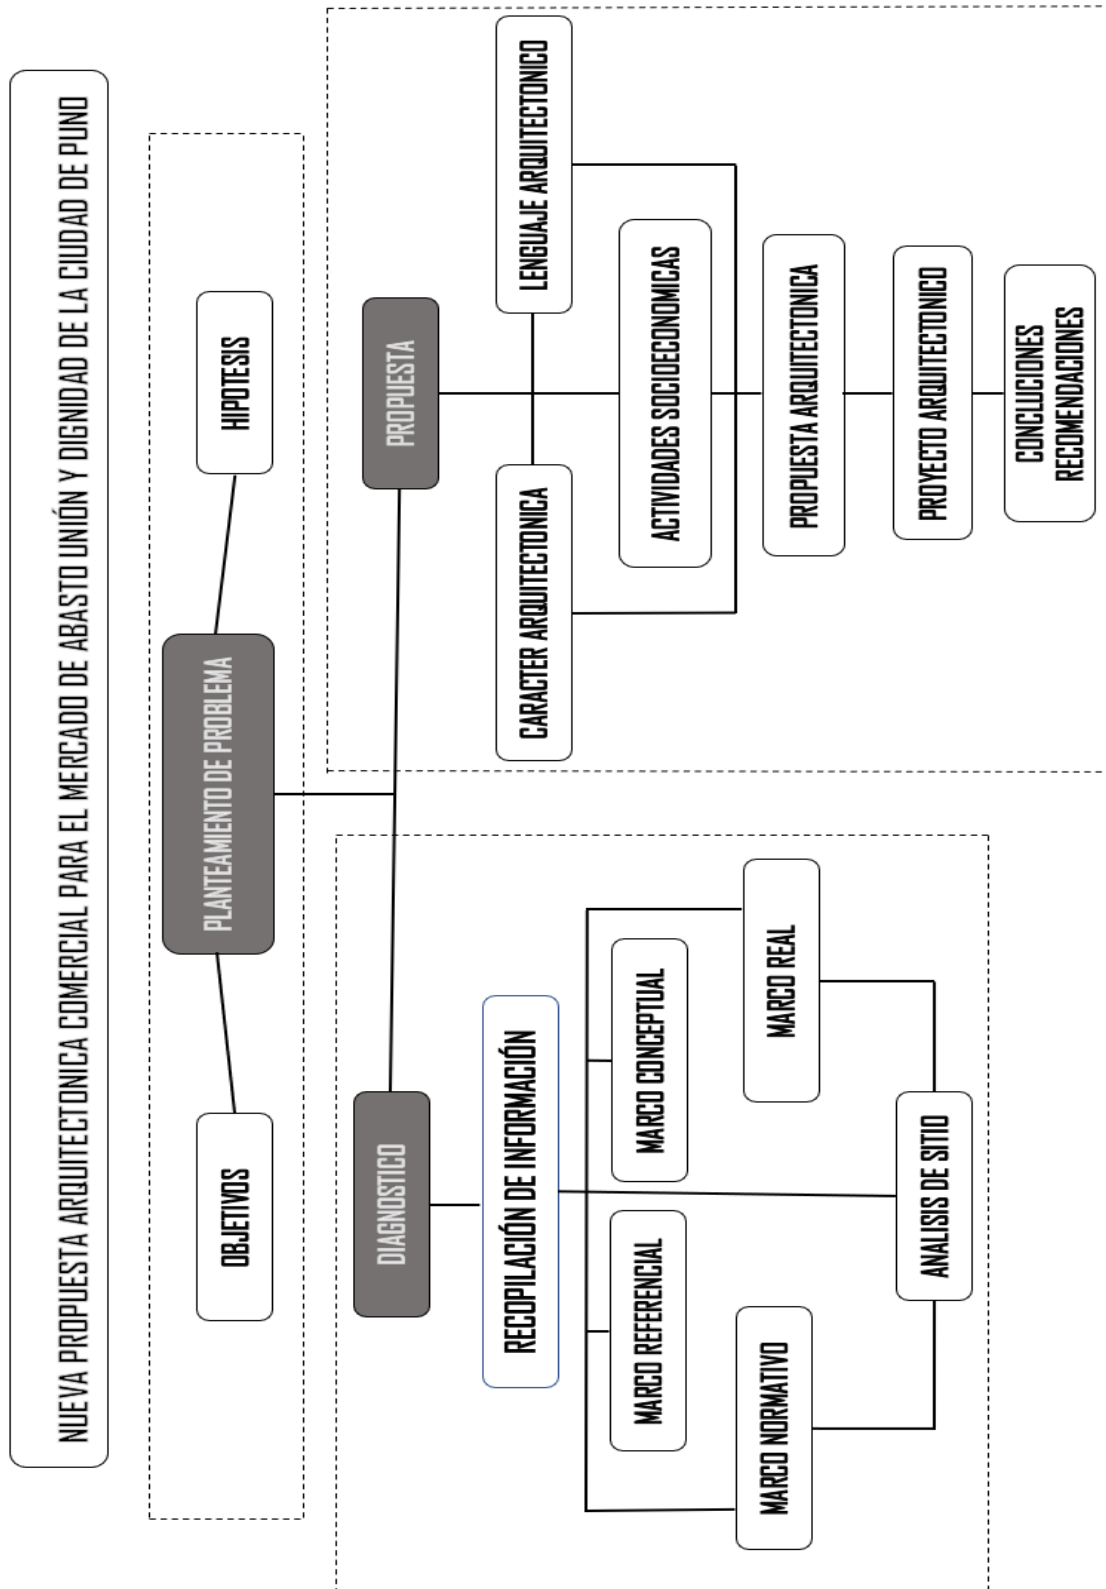 NUEVA PROPUESTA ARQUITECTONICA COMERCIAL PARA EL MERCADO DE ABASTO UNIÓN Y DIGNIDAD DE LA CIUDAD DE PUNO
OBJETIVOS
PLANTEAMIENTO DE PROBLEMA
HIPOTESIS
DIAGNOSTICO
RECOPILACIÓN DE INFORMACIÓN
MARCO REFERENCIAL
MARCO CONCEPTUAL
MARCO NORMATIVO
MARCO REAL
ANALISIS DE SITIO
PROPUESTA
CARACTER ARQUITECTONICA
LENGUAJE ARQUITECTONICO
ACTIVIDADES SOCIOECONOMICAS
PROPUESTA ARQUITECTONICA
PROYECTO ARQUITECTONICO
CONCLUCIONES
RECOMENDACIONES